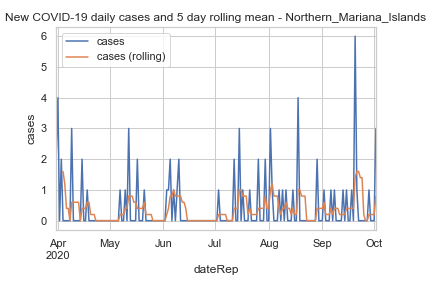 New COVID-19 daily cases and 5 day rolling mean - Northern_Mariana_Islands
cases
cases (rolling)
6
5
4
3
2
1
0
cases
Apr May Jun Jul Aug Sep Oct
2020
dateRep